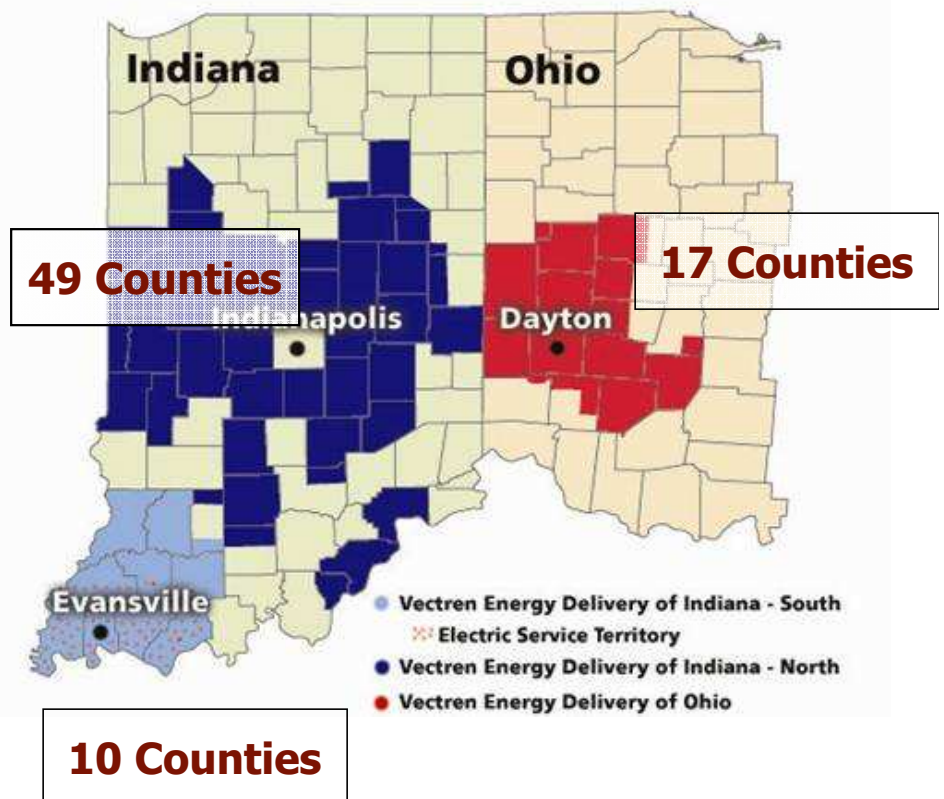 Indiana
Ohio
49 Counties
17 Counties
Indianapolis
Dayton
Evansville
Vectren Energy Delivery of Indiana - South
Electric Service Territory
Vectren Energy Delivery of Indiana - North
Vectren Energy Delivery of Ohio
10 Counties